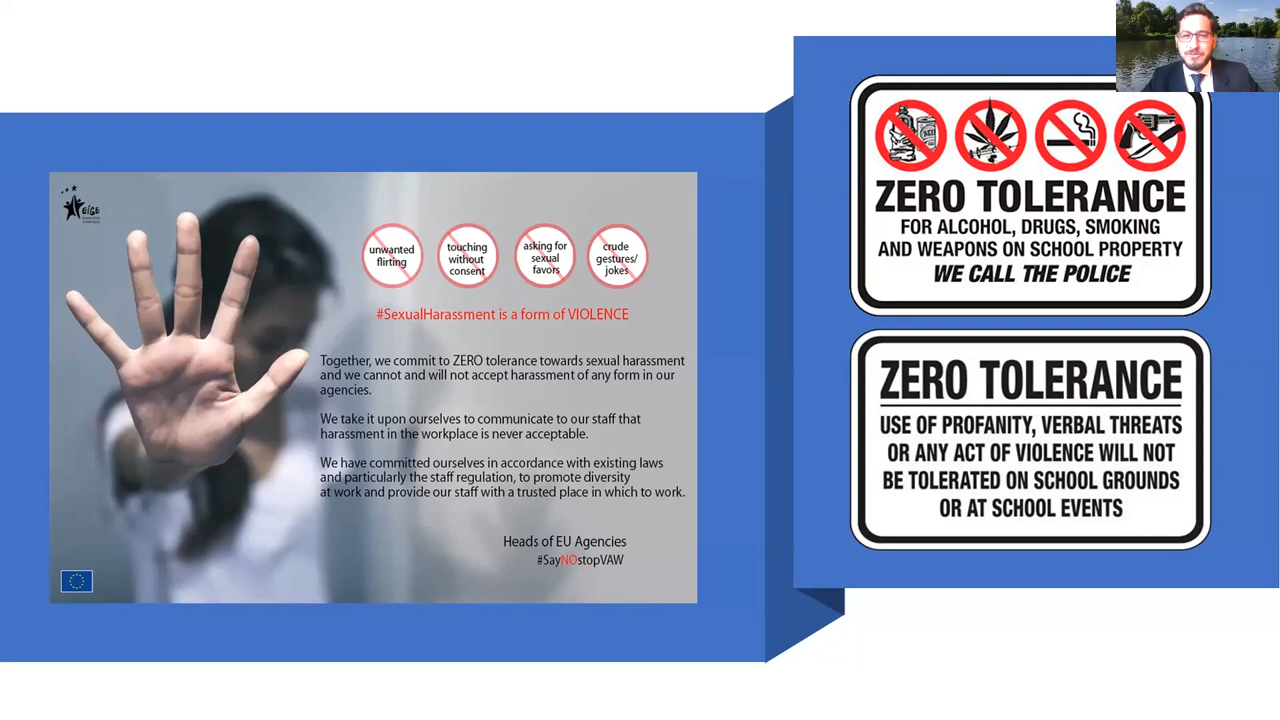 EIGE
unwanted
flirting
touching
without
consent
asking for
sexual
favors
crude
gestures/
jokes
#SexualHarassment is a form of VIOLENCE
Together, we commit to ZERO tolerance towards sexual harassment
and we cannot and will not accept harassment of any form in our
agencies.
We take it upon ourselves to communicate to our staff that
harassment in the workplace is never acceptable.
We have committed ourselves in accordance with existing laws
and particularly the staff regulation, to promote diversity
at work and provide our staff with a trusted place in which to work.
Heads of EU Agencies
#SayNOstopVAW
BEER
ZERO TOLERANCE
FOR ALCOHOL, DRUGS, SMOKING
AND WEAPONS ON SCHOOL PROPERTY
WE CALL THE POLICE
ZERO TOLERANCE
USE OF PROFANITY, VERBAL THREATS
OR ANY ACT OF VIOLENCE WILL NOT
BE TOLERATED ON SCHOOL GROUNDS
OR AT SCHOOL EVENTS